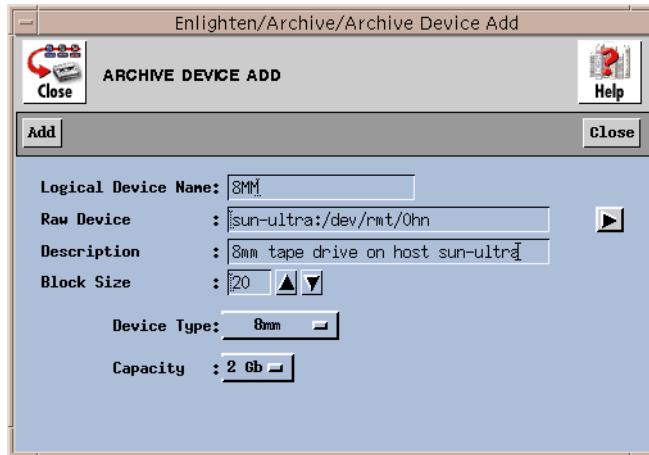 Enlighten/Archive/Archive Device Add
Close
ARCHIVE DEVICE ADD
Help
Add
Close
Logical Device Name: 8MM
Raw Device : sun-ultra:/dev/rmt/0hn
Description : 8mm tape drive on host sun-ultra
Block Size : 20
Device Type: 8mm
Capacity : 2 Gb